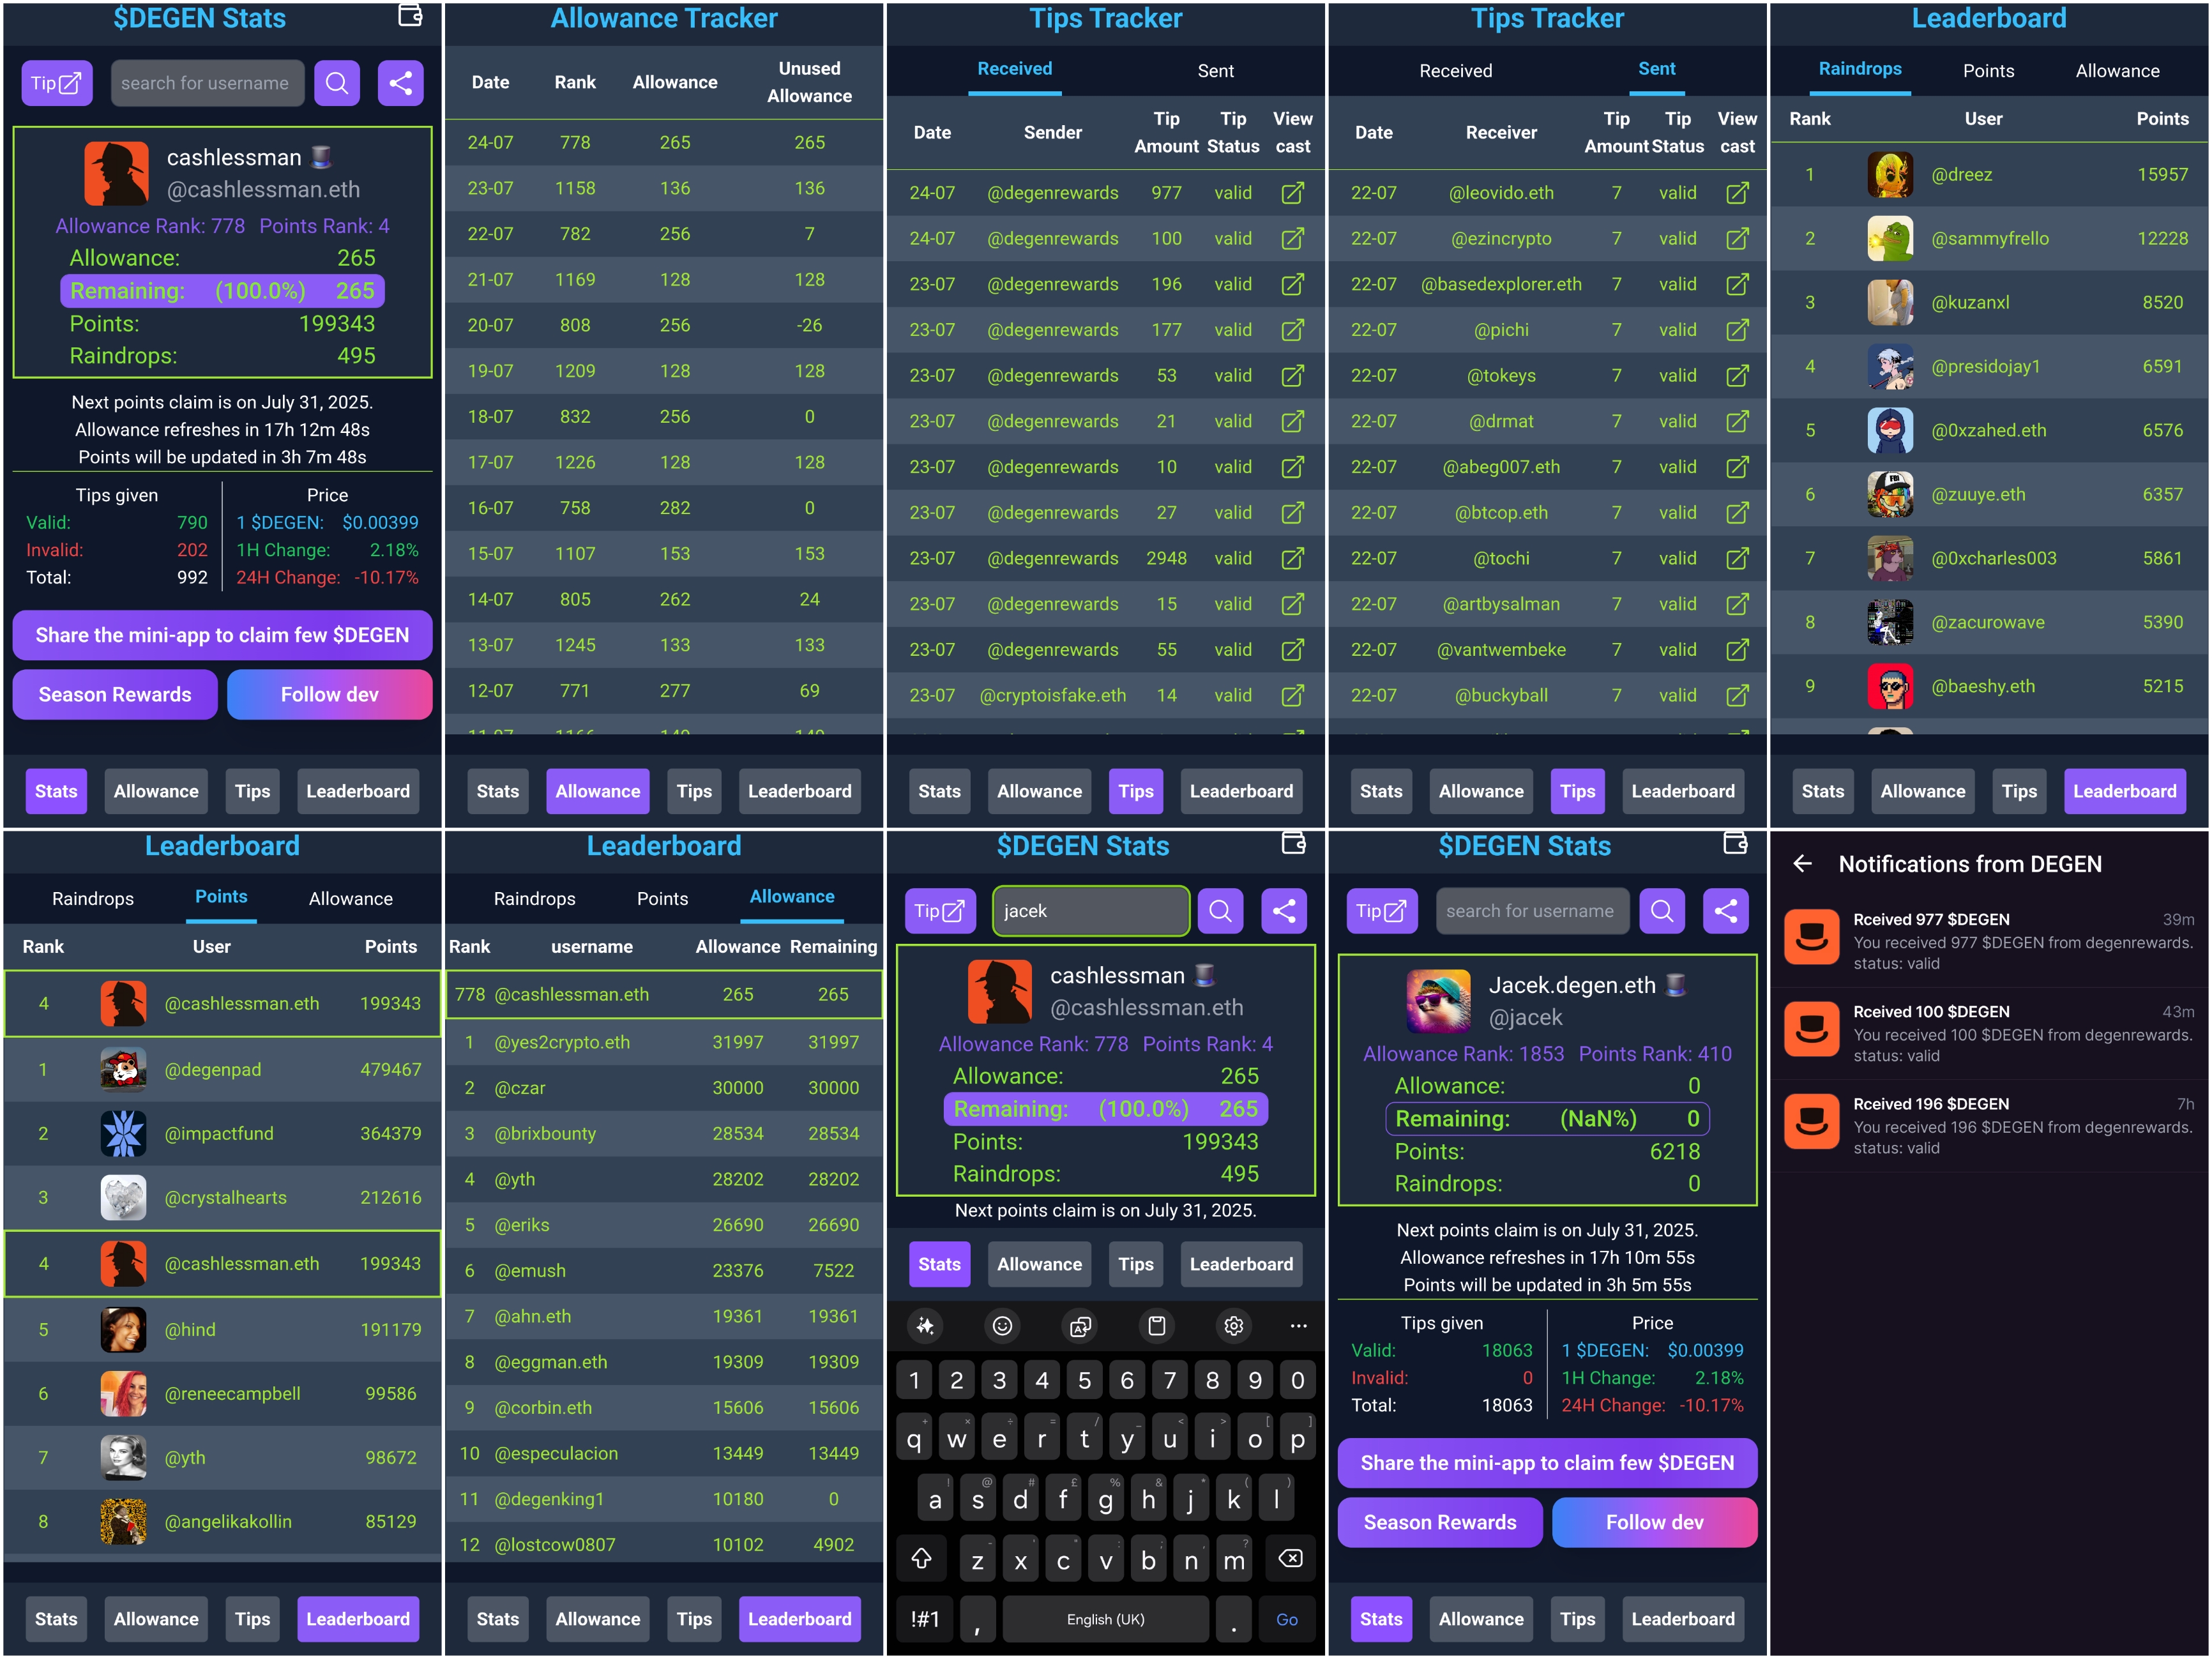 $DEGEN Stats
Tip search for username
cashlessman 🎩
@cashlessman.eth
Allowance Rank: 778 Points Rank: 4
Allowance: 265
Remaining: (100.0%) 265
Points: 199343
Raindrops: 495
Next points claim is on July 31, 2025.
Allowance refreshes in 17h 12m 48s
Points will be updated in 3h 7m 48s
Tips given Price
Valid: 790 1 $DEGEN: $0.00399
Invalid: 202 1H Change: 2.18%
Total: 992 24H Change: -10.17%
Share the mini-app to claim few $DEGEN
Season Rewards Follow dev
Stats Allowance Tips Leaderboard
Allowance Tracker
Date Rank Allowance Unused Allowance
24-07 778 265 265
23-07 1158 136 136
22-07 782 256 7
21-07 1169 128 128
20-07 808 256 -26
19-07 1209 128 128
18-07 832 256 0
17-07 1226 128 128
16-07 758 282 0
15-07 1107 153 153
14-07 805 262 24
13-07 1245 133 133
12-07 771 277 69
Stats Allowance Tips Leaderboard
Tips Tracker
Received Sent
Date Sender Tip Amount Tip Status View cast
24-07 @degenrewards 977 valid
24-07 @degenrewards 100 valid
23-07 @degenrewards 196 valid
23-07 @degenrewards 177 valid
23-07 @degenrewards 53 valid
23-07 @degenrewards 21 valid
23-07 @degenrewards 10 valid
23-07 @degenrewards 27 valid
23-07 @degenrewards 2948 valid
23-07 @degenrewards 15 valid
23-07 @degenrewards 55 valid
23-07 @cryptoisfake.eth 14 valid
Stats Allowance Tips Leaderboard
Tips Tracker
Received Sent
Date Receiver Tip Amount Tip Status View cast
22-07 @leovido.eth 7 valid
22-07 @ezincrypto 7 valid
22-07 @basedexplorer.eth 7 valid
22-07 @pichi 7 valid
22-07 @tokeys 7 valid
22-07 @drmat 7 valid
22-07 @abeg007.eth 7 valid
22-07 @btcop.eth 7 valid
22-07 @tochi 7 valid
22-07 @artbysalman 7 valid
22-07 @vantwembeke 7 valid
22-07 @buckyball 7 valid
Stats Allowance Tips Leaderboard
Leaderboard
Raindrops Points Allowance
Rank User Points
1 @dreez 15957
2 @sammyfrello 12228
3 @kuzanxl 8520
4 @presidojay1 6591
5 @0xzahed.eth 6576
6 @zuuye.eth 6357
7 @0xcharles003 5861
8 @zacurowave 5390
9 @baeshy.eth 5215
Stats Allowance Tips Leaderboard
Leaderboard
Raindrops Points Allowance
Rank User Points
4 @cashlessman.eth 199343
1 @degenpad 479467
2 @impactfund 364379
3 @crystalhearts 212616
4 @cashlessman.eth 199343
5 @hind 191179
6 @reneecampbell 99586
7 @yth 98672
8 @angelikakollin 85129
Stats Allowance Tips Leaderboard
Leaderboard
Raindrops Points Allowance
Rank username Allowance Remaining
778 @cashlessman.eth 265 265
1 @yes2crypto.eth 31997 31997
2 @czar 30000 30000
3 @brixbounty 28534 28534
4 @yth 28202 28202
5 @eriks 26690 26690
6 @emush 23376 7522
7 @ahn.eth 19361 19361
8 @eggman.eth 19309 19309
9 @corbin.eth 15606 15606
10 @especulacion 13449 13449
11 @degenking1 10180 0
12 @lostcow0807 10102 4902
Stats Allowance Tips Leaderboard
$DEGEN Stats
Tip jacek
cashlessman 🎩
@cashlessman.eth
Allowance Rank: 778 Points Rank: 4
Allowance: 265
Remaining: (100.0%) 265
Points: 199343
Raindrops: 495
Next points claim is on July 31, 2025.
Stats Allowance Tips Leaderboard
1 2 3 4 5 6 7 8 9 0
q w e r t y u i o p
a s d f g h j k l
z x c v b n m
!#1 , English (UK) . Go
$DEGEN Stats
Tip search for username
Jacek.degen.eth 🎩
@jacek
Allowance Rank: 1853 Points Rank: 410
Allowance: 0
Remaining: (NaN%) 0
Points: 6218
Raindrops: 0
Next points claim is on July 31, 2025.
Allowance refreshes in 17h 10m 55s
Points will be updated in 3h 5m 55s
Tips given Price
Valid: 18063 1 $DEGEN: $0.00399
Invalid: 0 1H Change: 2.18%
Total: 18063 24H Change: -10.17%
Share the mini-app to claim few $DEGEN
Season Rewards Follow dev
Stats Allowance Tips Leaderboard
Notifications from DEGEN
Rceived 977 $DEGEN 39m
You received 977 $DEGEN from degenrewards.
status: valid
Rceived 100 $DEGEN 43m
You received 100 $DEGEN from degenrewards.
status: valid
Rceived 196 $DEGEN 7h
You received 196 $DEGEN from degenrewards.
status: valid